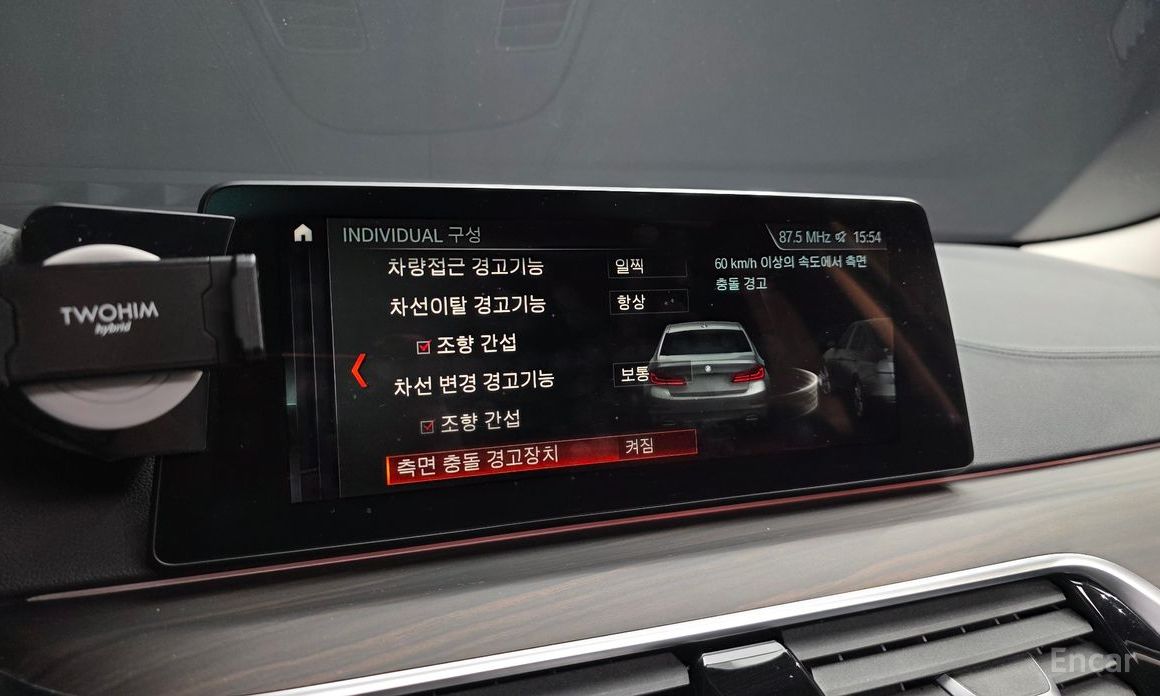 TWOHIM
hybrid
INDIVIDUAL 구성
87.5 MHz 15:54
차량접근 경고기능 일찍
차선이탈 경고기능 항상
조향 간섭
차선 변경 경고기능 보통
조향 간섭
측면 충돌 경고장치 켜짐
60 km/h 이상의 속도에서 측면
충돌 경고
Encar